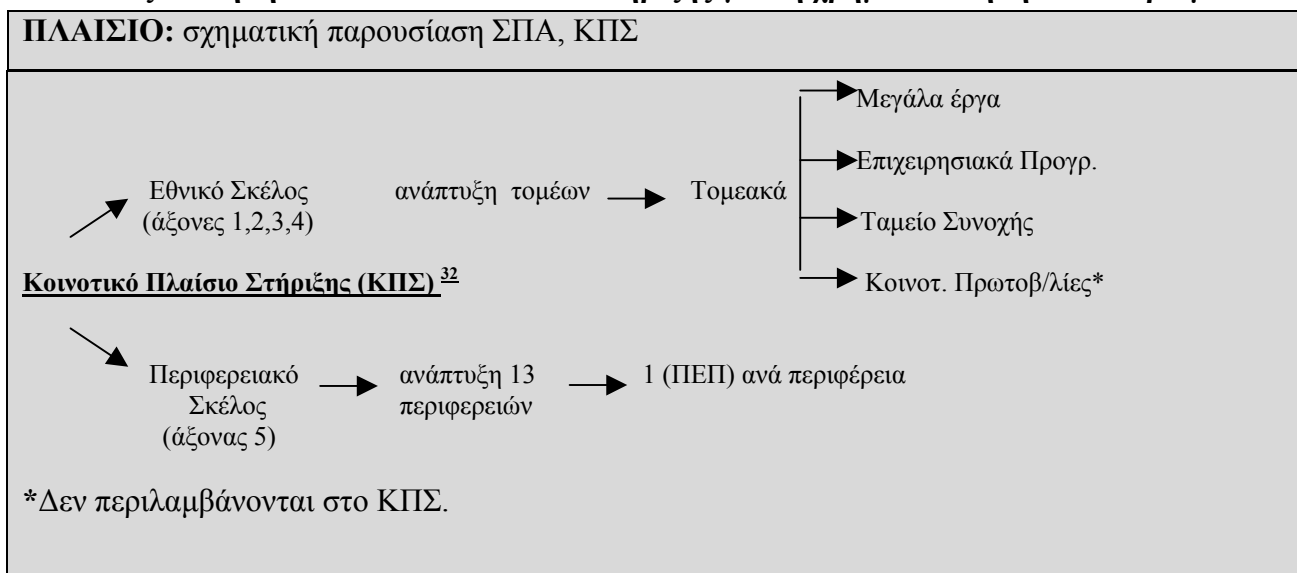 ΠΛΑΙΣΙΟ: σχηματική παρουσίαση ΣΠΑ, ΚΠΣ
Μεγάλα έργα
Επιχειρησιακά Προγρ.
Εθνικό Σκέλος ανάπτυξη τομέων Τομεακά
(άξονες 1,2,3,4)
Ταμείο Συνοχής
Κοινοτικό Πλαίσιο Στήριξης (ΚΠΣ) 32
Κοινοτ. Πρωτοβ/λίες*
Περιφερειακό
Σκέλος
(άξονας 5)
ανάπτυξη 13
περιφερειών
1 (ΠΕΠ) ανά περιφέρεια
*Δεν περιλαμβάνονται στο ΚΠΣ.